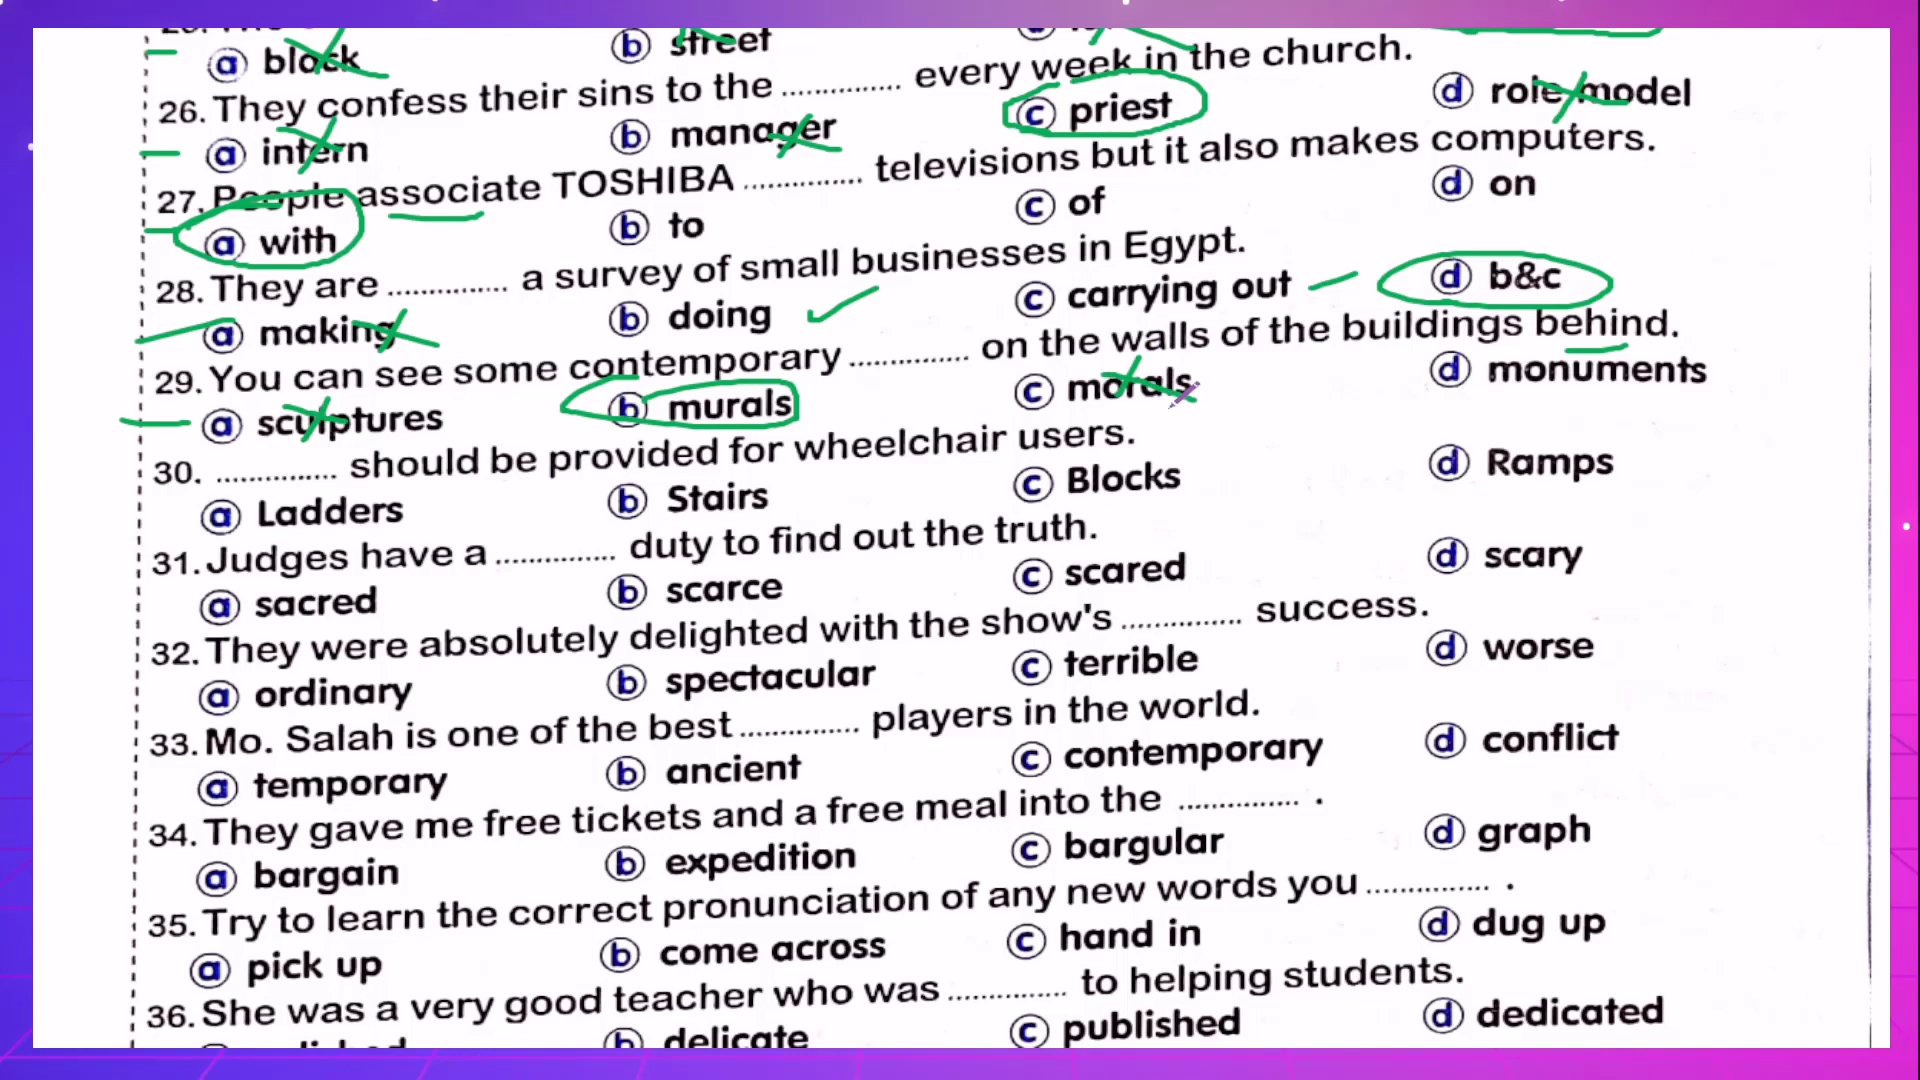 ⓐ block ⓑ street
26. They confess their sins to the ............... every week in the church.
ⓐ intern ⓑ manager ⓒ priest ⓓ role model
27. People associate TOSHIBA ............... televisions but it also makes computers.
ⓐ with ⓑ to ⓒ of ⓓ on
28. They are ............... a survey of small businesses in Egypt.
ⓐ making ⓑ doing ⓒ carrying out ⓓ b&c
29. You can see some contemporary ............... on the walls of the buildings behind.
ⓐ sculptures ⓑ murals ⓒ morals ⓓ monuments
30. ............... should be provided for wheelchair users.
ⓐ Ladders ⓑ Stairs ⓒ Blocks ⓓ Ramps
31. Judges have a ............... duty to find out the truth.
ⓐ sacred ⓑ scarce ⓒ scared ⓓ scary
32. They were absolutely delighted with the show's ............... success.
ⓐ ordinary ⓑ spectacular ⓒ terrible ⓓ worse
33. Mo. Salah is one of the best ............... players in the world.
ⓐ temporary ⓑ ancient ⓒ contemporary ⓓ conflict
34. They gave me free tickets and a free meal into the ............... .
ⓐ bargain ⓑ expedition ⓒ bargular ⓓ graph
35. Try to learn the correct pronunciation of any new words you ............... .
ⓐ pick up ⓑ come across ⓒ hand in ⓓ dug up
36. She was a very good teacher who was ............... to helping students.
ⓑ delicate ⓒ published ⓓ dedicated